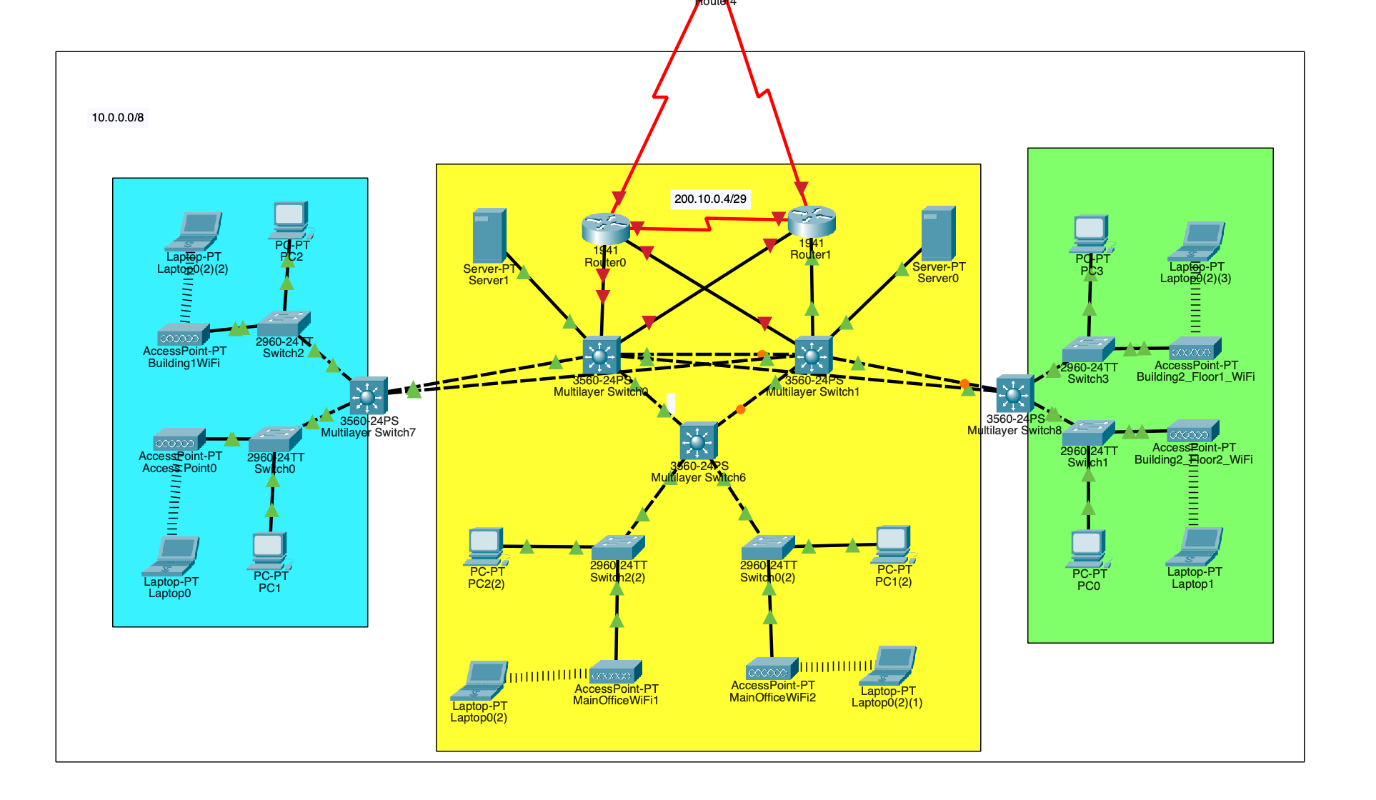 Router4
10.0.0.0/8
200.10.0.4/29
Laptop-PT
Laptop0(2)(2)
PC-PT
PC2
AccessPoint-PT
Building1WiFi
2960-24TT
Switch2
3560-24PS
Multilayer Switch7
AccessPoint-PT
Access Point0
2960-24TT
Switch0
Laptop-PT
Laptop0
PC-PT
PC1
Server-PT
Server1
1941
Router0
1941
Router1
Server-PT
Server0
3560-24PS
Multilayer Switch0
3560-24PS
Multilayer Switch1
3560-24PS
Multilayer Switch6
PC-PT
PC2(2)
2960-24TT
Switch2(2)
2960-24TT
Switch0(2)
PC-PT
PC1(2)
Laptop-PT
Laptop0(2)
AccessPoint-PT
MainOfficeWiFi1
AccessPoint-PT
MainOfficeWiFi2
Laptop-PT
Laptop0(2)(1)
PC-PT
PC3
Laptop-PT
Laptop0(2)(3)
2960-24TT
Switch3
AccessPoint-PT
Building2_Floor1_WiFi
3560-24PS
Multilayer Switch8
2960-24TT
Switch1
AccessPoint-PT
Building2_Floor2_WiFi
PC-PT
PC0
Laptop-PT
Laptop1